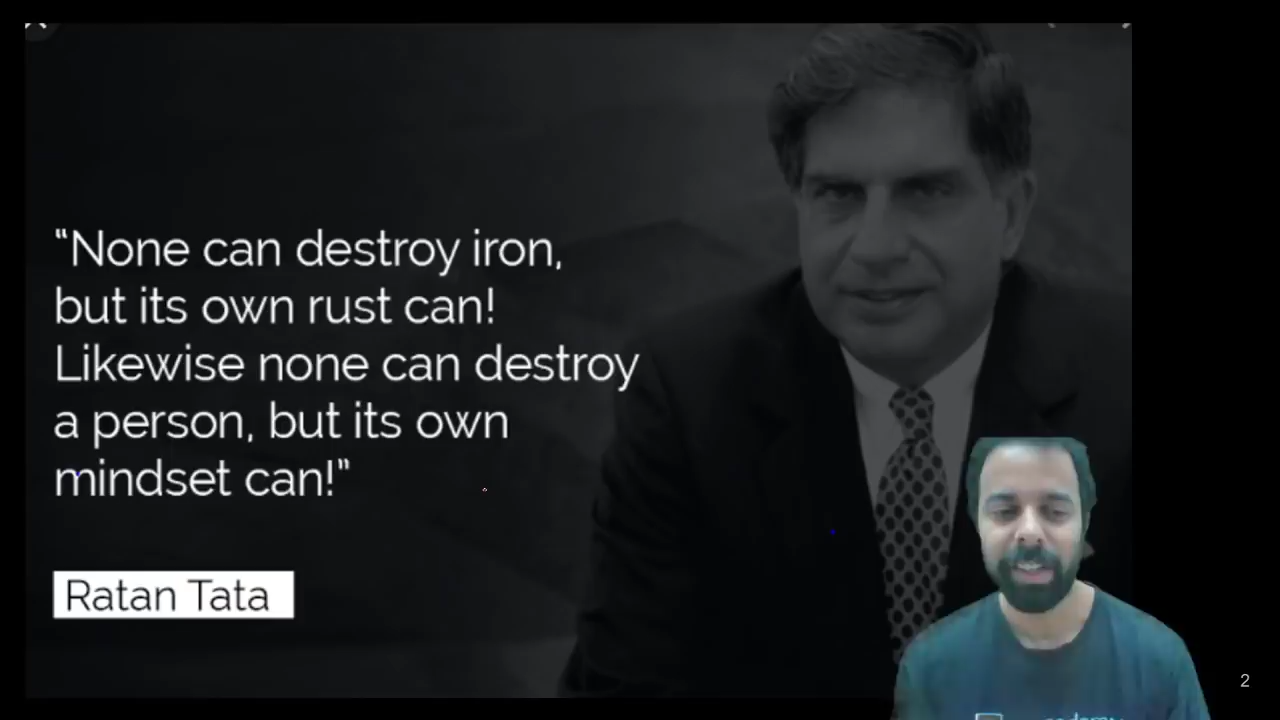 “None can destroy iron,
but its own rust can!
Likewise none can destroy
a person, but its own
mindset can!”
Ratan Tata
2